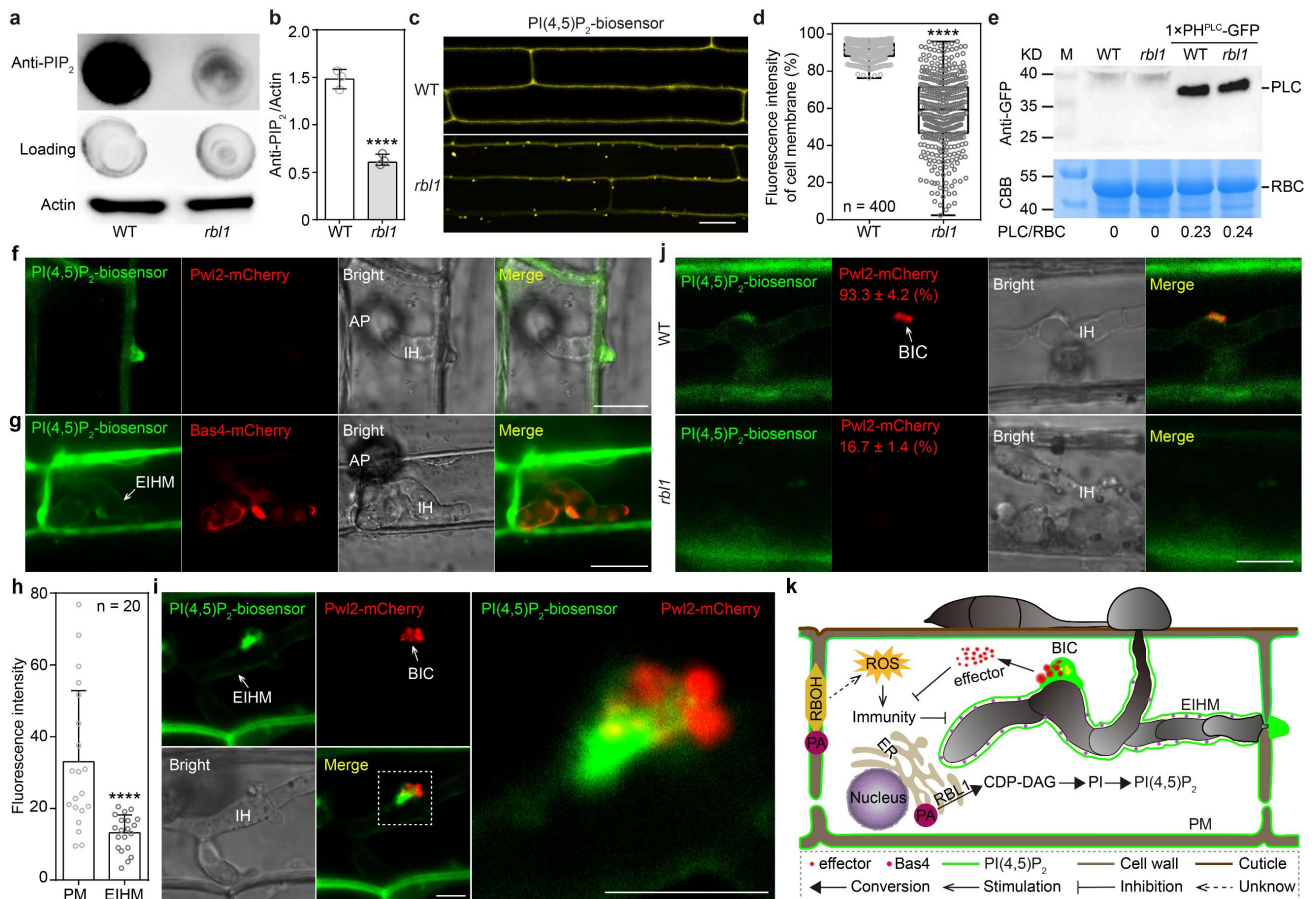 a
Anti-PIP2
Loading
Actin
WT
rbl1
b
Anti-PIP2/Actin
2.0
1.5
1.0
0.5
0
****
WT rbl1
c
PI(4,5)P2-biosensor
WT
rbl1
d
Fluorescence intensity
of cell membrane (%)
100
80
60
40
20
0
****
n = 400
WT
rbl1
e
1×PHPLC-GFP
KD M WT rbl1 WT rbl1
Anti-GFP
40
35
25
PLC
CBB
55
40
RBC
PLC/RBC 0 0 0.23 0.24
f
PI(4,5)P2-biosensor
Pwl2-mCherry
Bright
AP
IH
Merge
g
PI(4,5)P2-biosensor
EIHM
Bas4-mCherry
Bright
AP
IH
Merge
j
WT
PI(4,5)P2-biosensor
Pwl2-mCherry
93.3 ± 4.2 (%)
BIC
Bright
IH
Merge
rbl1
PI(4,5)P2-biosensor
Pwl2-mCherry
16.7 ± 1.4 (%)
Bright
IH
Merge
h
Fluorescence intensity
80
60
40
20
0
n = 20
****
PM EIHM
i
PI(4,5)P2-biosensor
EIHM
Pwl2-mCherry
BIC
Bright
IH
Merge
PI(4,5)P2-biosensor
Pwl2-mCherry
k
BIC
ROS
effector
RBOH
EIHM
Immunity
PA
ER
Nucleus
RBL1
PA
CDP-DAG
PI
PI(4,5)P2
PM
effector Bas4 PI(4,5)P2 Cell wall Cuticle
Conversion Stimulation Inhibition Unknow